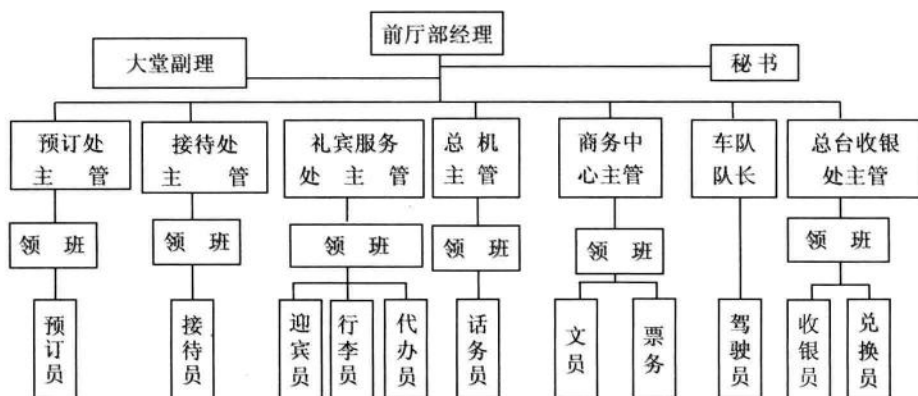 前厅部经理
大堂副理
秘书
预订处
主管
接待处
主管
礼宾服务
处主管
总机
主管
商务中
心主管
车队
队长
总台收银
处主管
领班
领班
领班
领班
领班
领班
预订员
接待员
迎宾员
行李员
代办员
话务员
文员
票务
驾驶员
收银员
兑换员